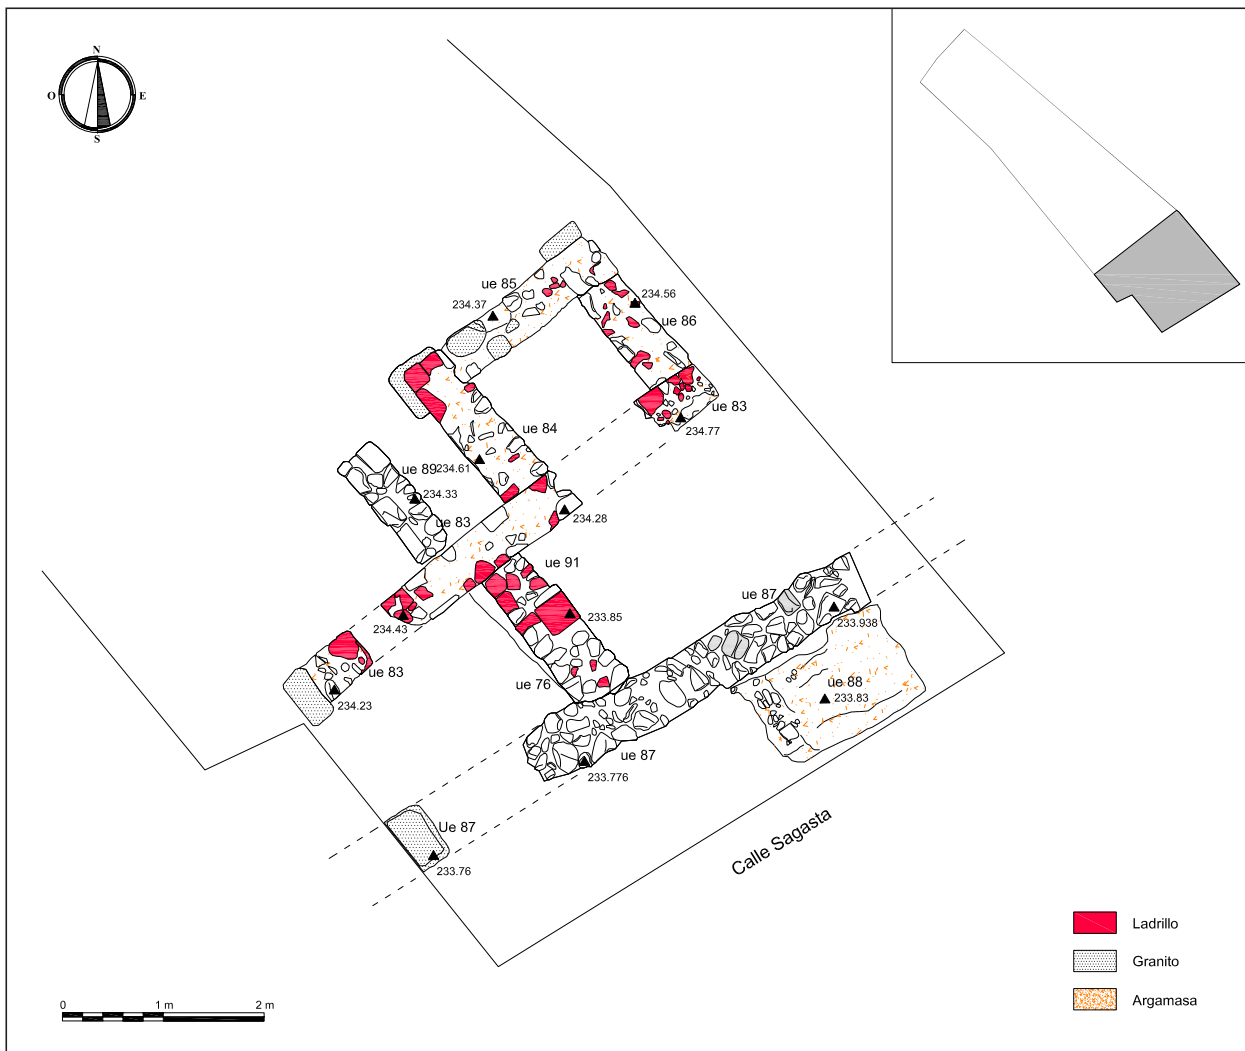 N
O
E
S
ue 85
234.37
234.56
ue 86
ue 83
234.77
ue 84
ue 89
234.61
234.33
ue 83
234.28
ue 91
234.43
233.85
ue 87
233.938
ue 83
ue 76
ue 88
233.83
234.23
ue 87
233.776
Ue 87
233.76
Calle Sagasta
Ladrillo
Granito
Argamasa
0 1 m 2 m